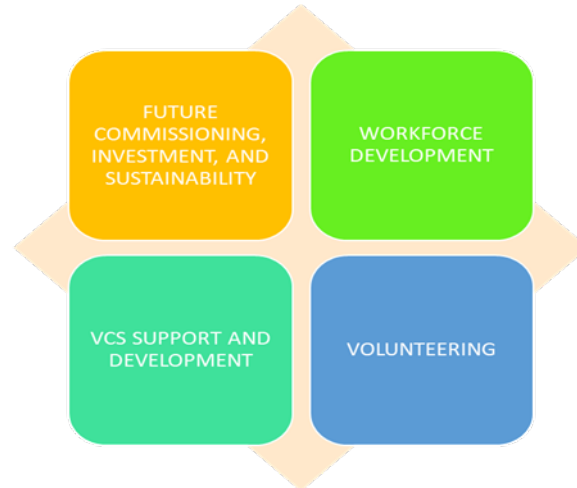 FUTURE
COMMISSIONING,
INVESTMENT, AND
SUSTAINABILITY
WORKFORCE
DEVELOPMENT
VCS SUPPORT AND
DEVELOPMENT
VOLUNTEERING